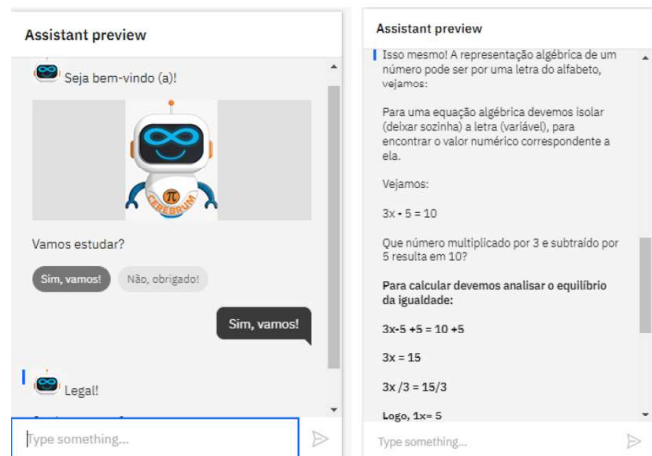 Assistant preview
Seja bem-vindo (a)!
π
CEREBRUM
Vamos estudar?
Sim, vamos!
Não, obrigado!
Sim, vamos!
Legal!
Type something...
Assistant preview
Isso mesmo! A representação algébrica de um
número pode ser por uma letra do alfabeto,
vejamos:
Para uma equação algébrica devemos isolar
(deixar sozinha) a letra (variável), para
encontrar o valor numérico correspondente a
ela.
Vejamos:
3x - 5 = 10
Que número multiplicado por 3 e subtraído por
5 resulta em 10?
Para calcular devemos analisar o equilíbrio
da igualdade:
3x-5 +5 = 10 +5
3x = 15
3x /3 = 15/3
Logo, 1x= 5
Type something...